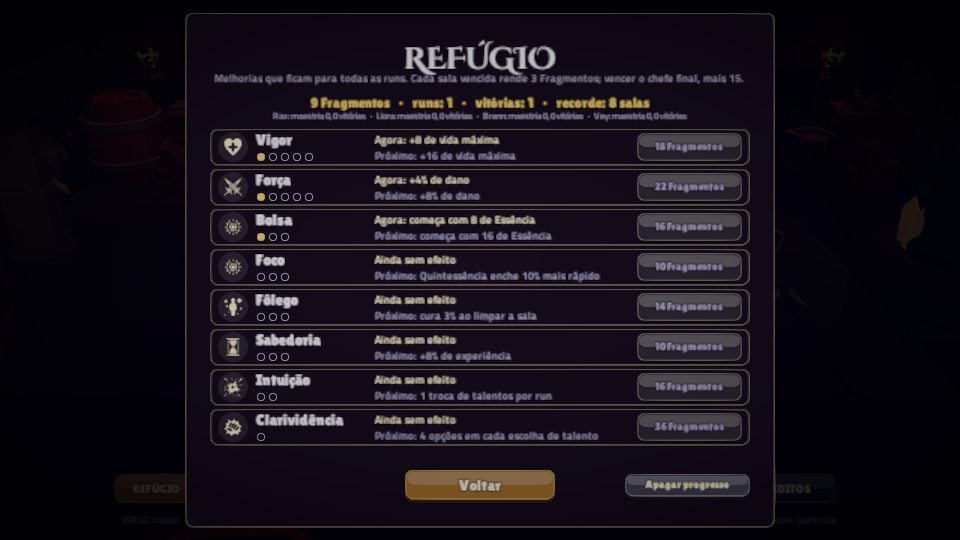 REFÚGIO
Melhorias que ficam para todas as runs. Cada sala vencida rende 3 Fragmentos; vencer o chefe final, mais 15.
9 Fragmentos • runs: 1 • vitórias: 1 • recorde: 8 salas
Rax: maestria 0, 0 vitórias • Liora: maestria 0, 0 vitórias • Brann: maestria 0, 0 vitórias • Vey: maestria 0, 0 vitórias
Vigor
Agora: +8 de vida máxima
Próximo: +16 de vida máxima
18 Fragmentos
Força
Agora: +4% de dano
Próximo: +8% de dano
22 Fragmentos
Bolsa
Agora: começa com 8 de Essência
Próximo: começa com 16 de Essência
16 Fragmentos
Foco
Ainda sem efeito
Próximo: Quintessência enche 10% mais rápido
10 Fragmentos
Fôlego
Ainda sem efeito
Próximo: cura 3% ao limpar a sala
14 Fragmentos
Sabedoria
Ainda sem efeito
Próximo: +8% de experiência
10 Fragmentos
Intuição
Ainda sem efeito
Próximo: 1 troca de talentos por run
16 Fragmentos
Clarividência
Ainda sem efeito
Próximo: 4 opções em cada escolha de talento
36 Fragmentos
Voltar
Apagar progresso
REFÚGIO
DITOS
WASD mover
com controle